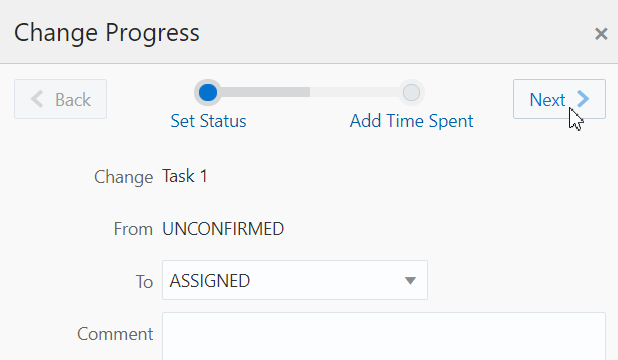 Change Progress
Back
Next
Set Status
Add Time Spent
Change Task 1
From UNCONFIRMED
To ASSIGNED
Comment